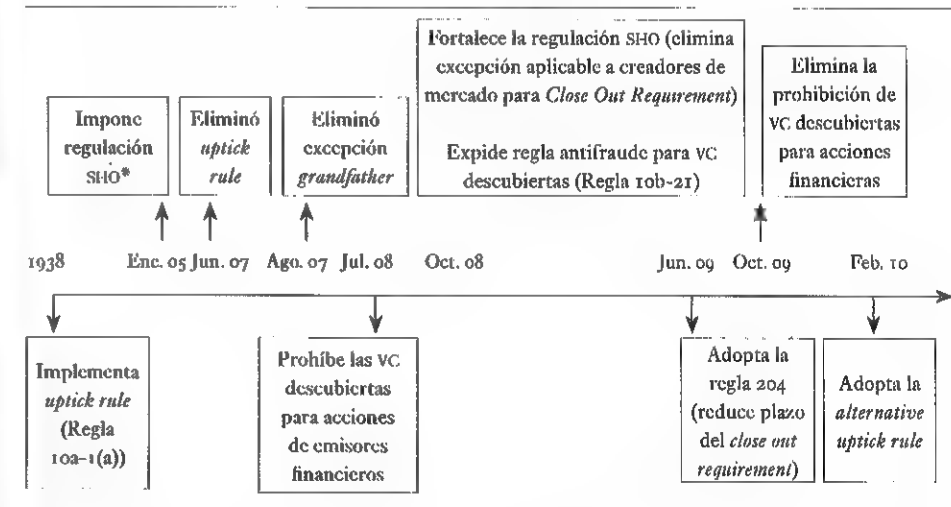 Fortalece la regulación SHO (elimina
excepción aplicable a creadores de
mercado para Close Out Requirement)
Expide regla antifraude para VC
descubiertas (Regla 10b-21)
Elimina la
prohibición de
VC descubiertas
para acciones
financieras
Impone
regulación
SHO*
Eliminó
uptick
rule
Eliminó
excepción
grandfather
1938 Enc. 05 Jun. 07 Ago. 07 Jul. 08 Oct. 08 Jun. 09 Oct. 09 Feb. 10
Implementa
uptick rule
(Regla
10a-1(a))
Prohíbe las VC
descubiertas
para acciones
de emisores
financieros
Adopta la
regla 204
(reduce plazo
del close out
requirement)
Adopta la
alternative
uptick rule